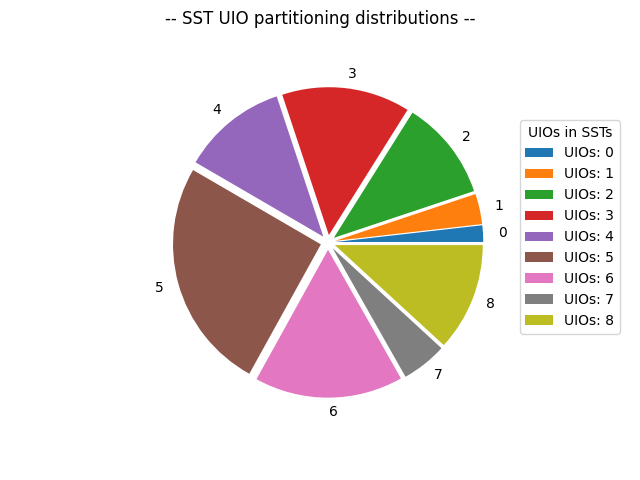 -- SST UIO partitioning distributions --
3
4
2
1
0
5
8
7
6
UIOs in SSTs
UIOs: 0
UIOs: 1
UIOs: 2
UIOs: 3
UIOs: 4
UIOs: 5
UIOs: 6
UIOs: 7
UIOs: 8